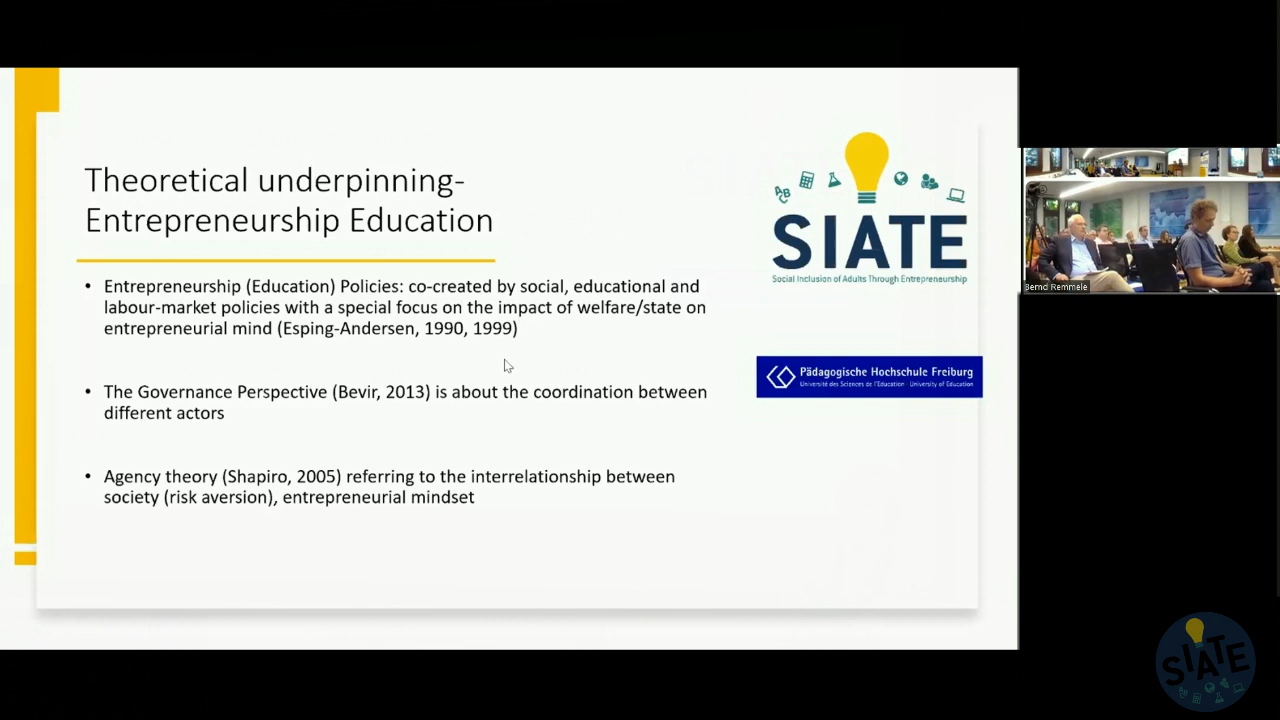 Theoretical underpinning-
Entrepreneurship Education
• Entrepreneurship (Education) Policies: co-created by social, educational and
labour-market policies with a special focus on the impact of welfare/state on
entrepreneurial mind (Esping-Andersen, 1990, 1999)
• The Governance Perspective (Bevir, 2013) is about the coordination between
different actors
• Agency theory (Shapiro, 2005) referring to the interrelationship between
society (risk aversion), entrepreneurial mindset
A B C
SIATE
Social Inclusion of Adults Through Entrepreneurship
Pädagogische Hochschule Freiburg
Université des Sciences de l'Education · University of Education
Bernd Remmele
SIATE